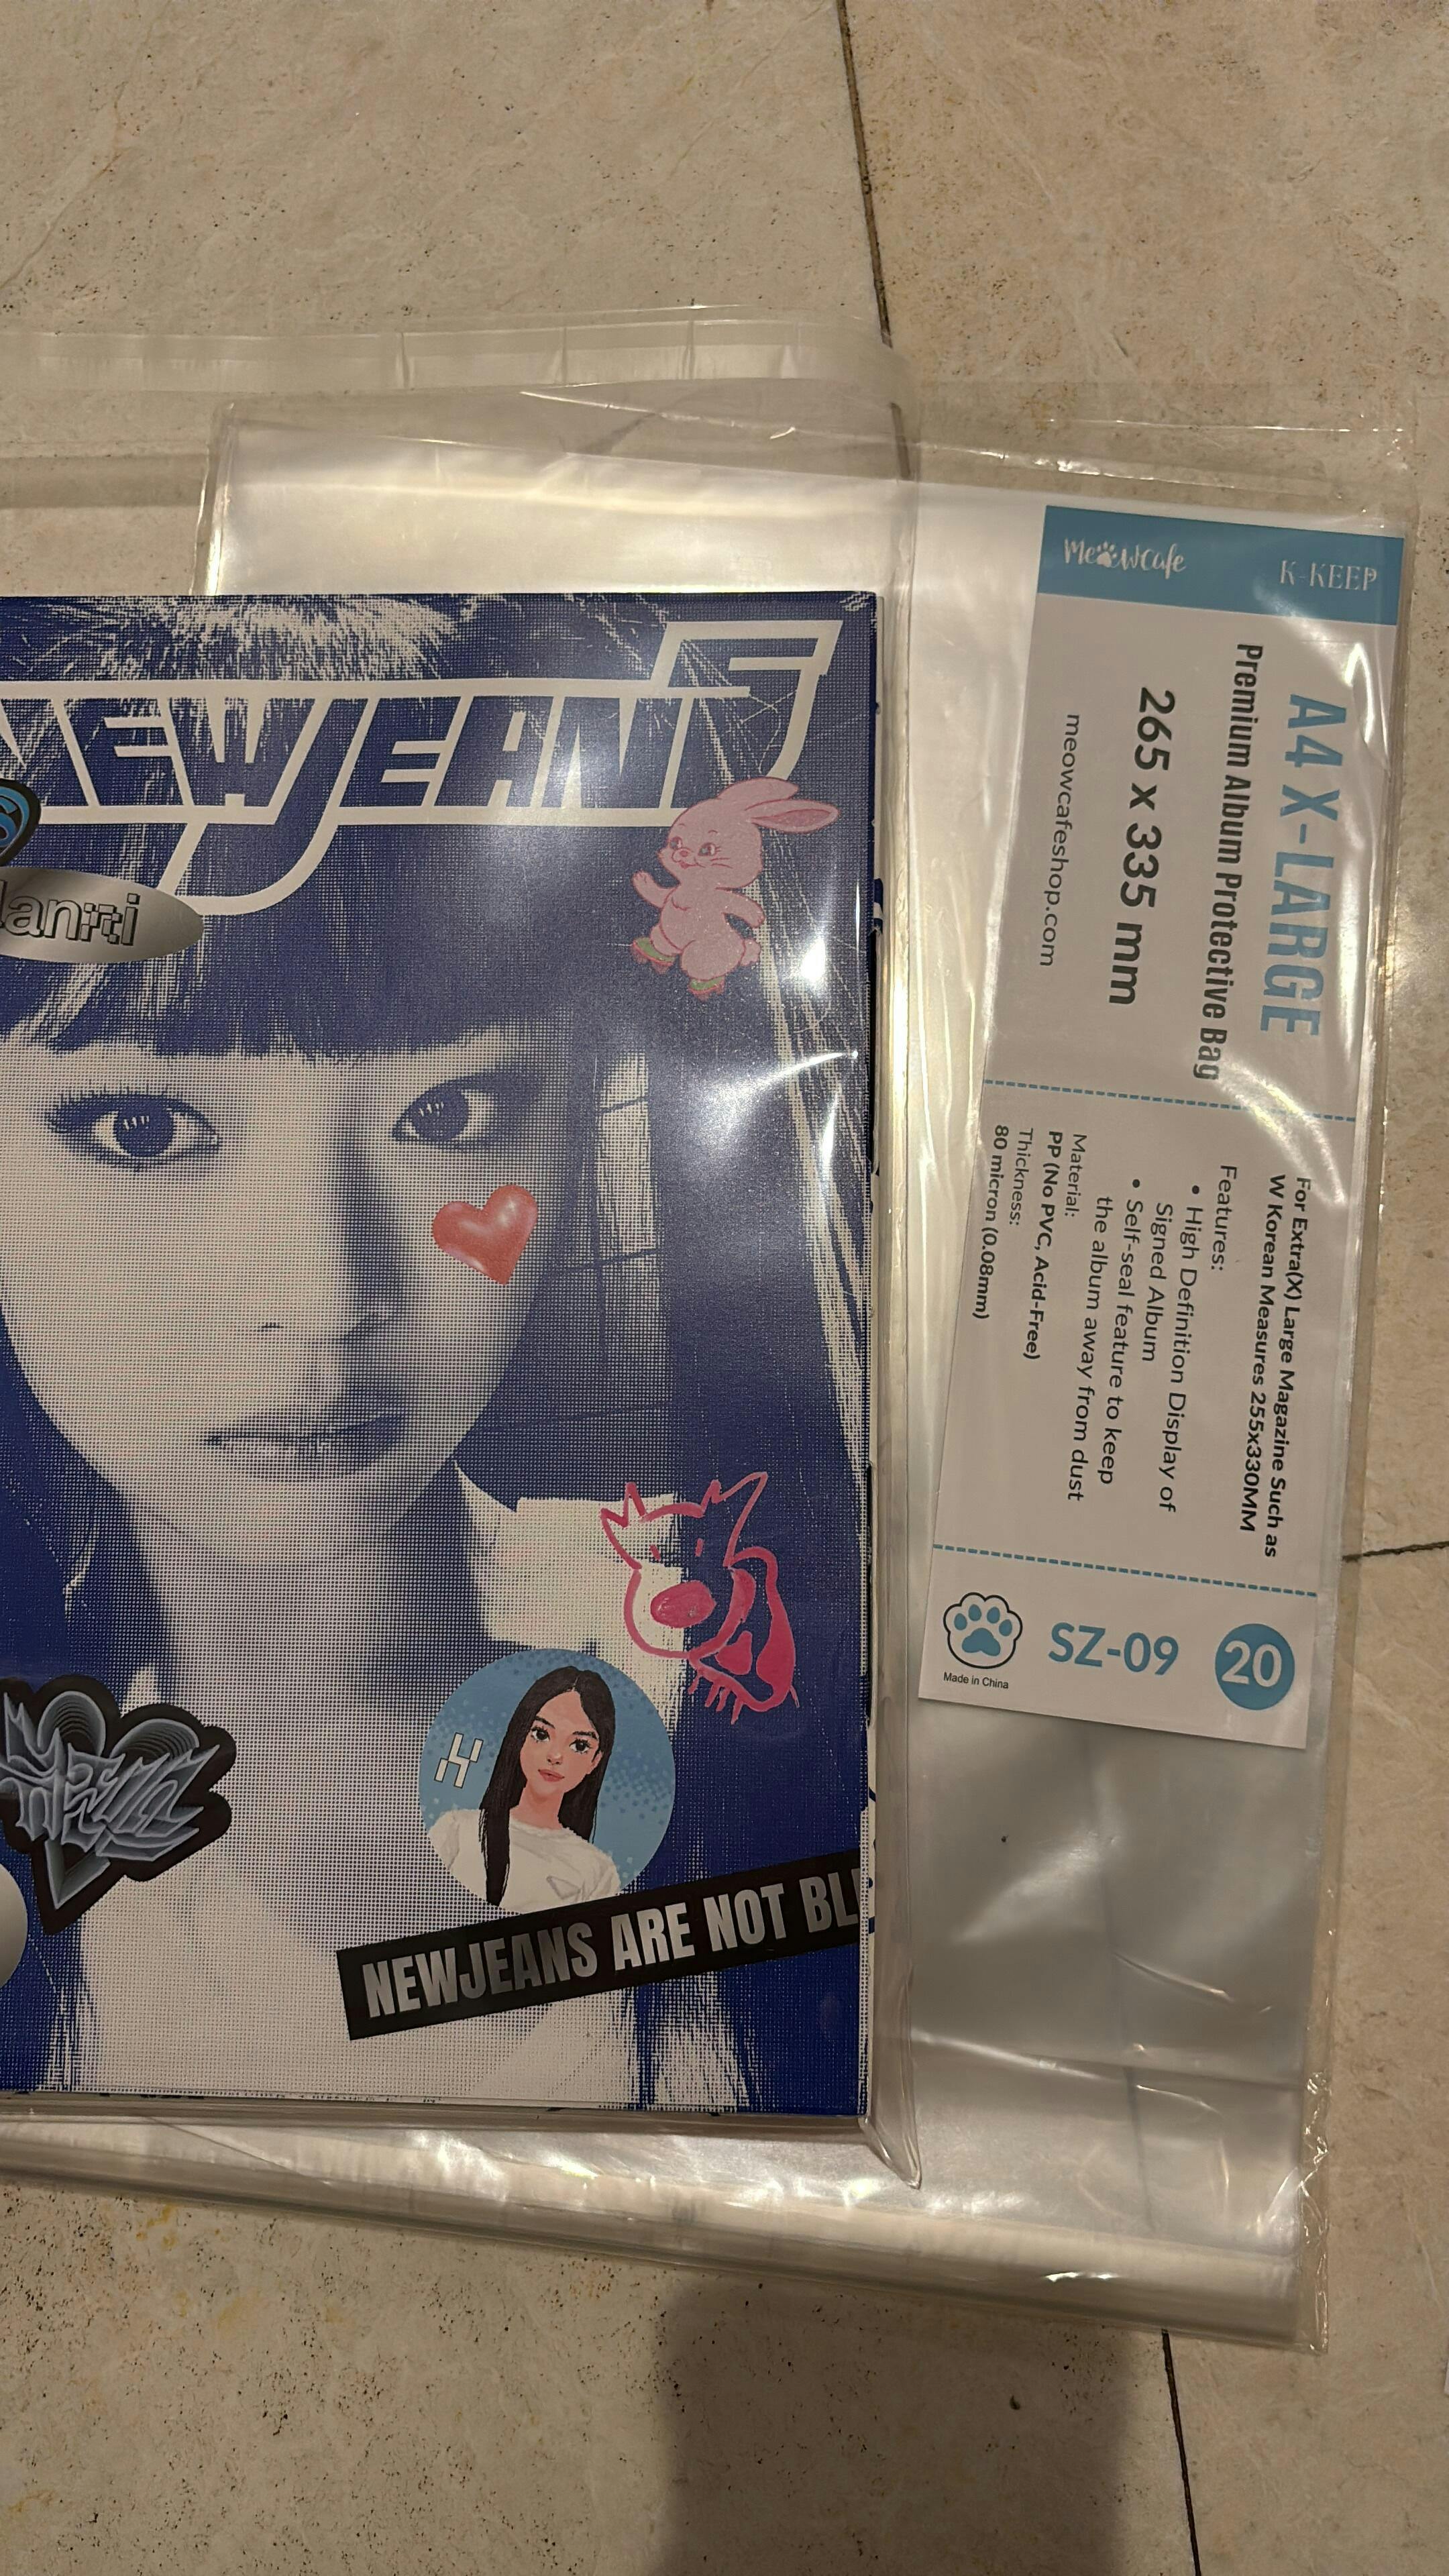 NEWJEANS
NEWJEANS ARE NOT BL
MeowCafe
K-KEEP
A4 X-LARGE
Premium Album Protective Bag
265 x 335 mm
meowcafeshop.com
For Extra(X) Large Magazine Such as
W Korean Measures 255x330MM
Features:
• High Definition Display of
Signed Album
• Self-seal feature to keep
the album away from dust
Material:
PP (No PVC, Acid-Free)
Thickness:
80 micron (0.08mm)
20
SZ-09
Made in China